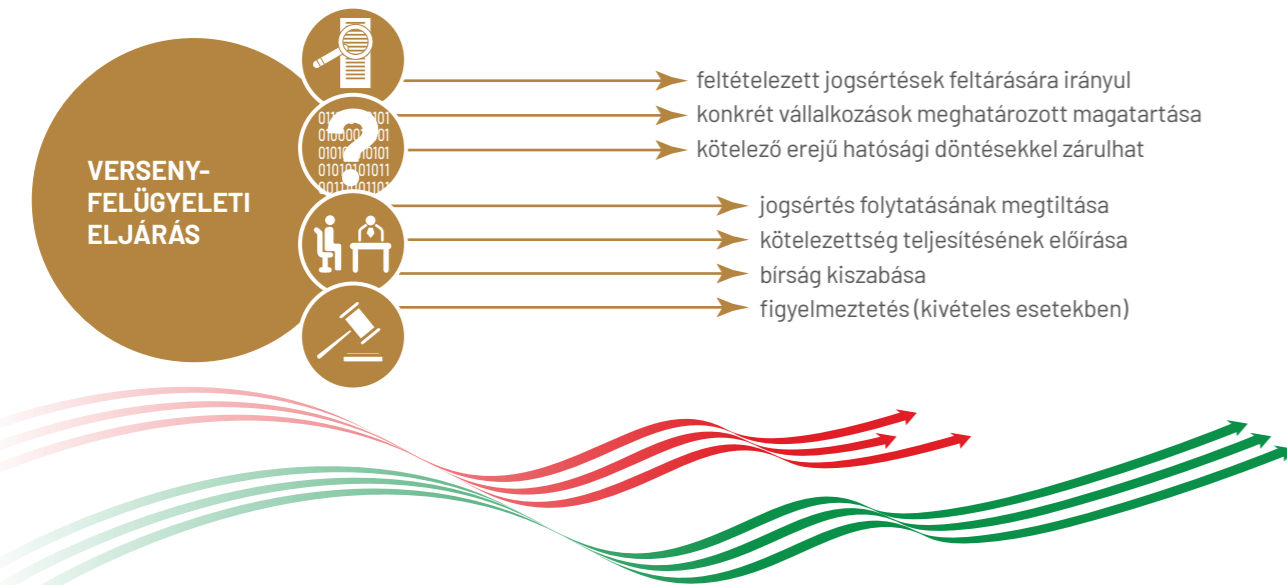 VERSENY-
FELÜGYELETI
ELJÁRÁS
feltételezett jogsértések feltárására irányul
konkrét vállalkozások meghatározott magatartása
kötelező erejű hatósági döntésekkel zárulhat
jogsértés folytatásának megtiltása
kötelezettség teljesítésének előírása
bírság kiszabása
figyelmeztetés (kivételes esetekben)